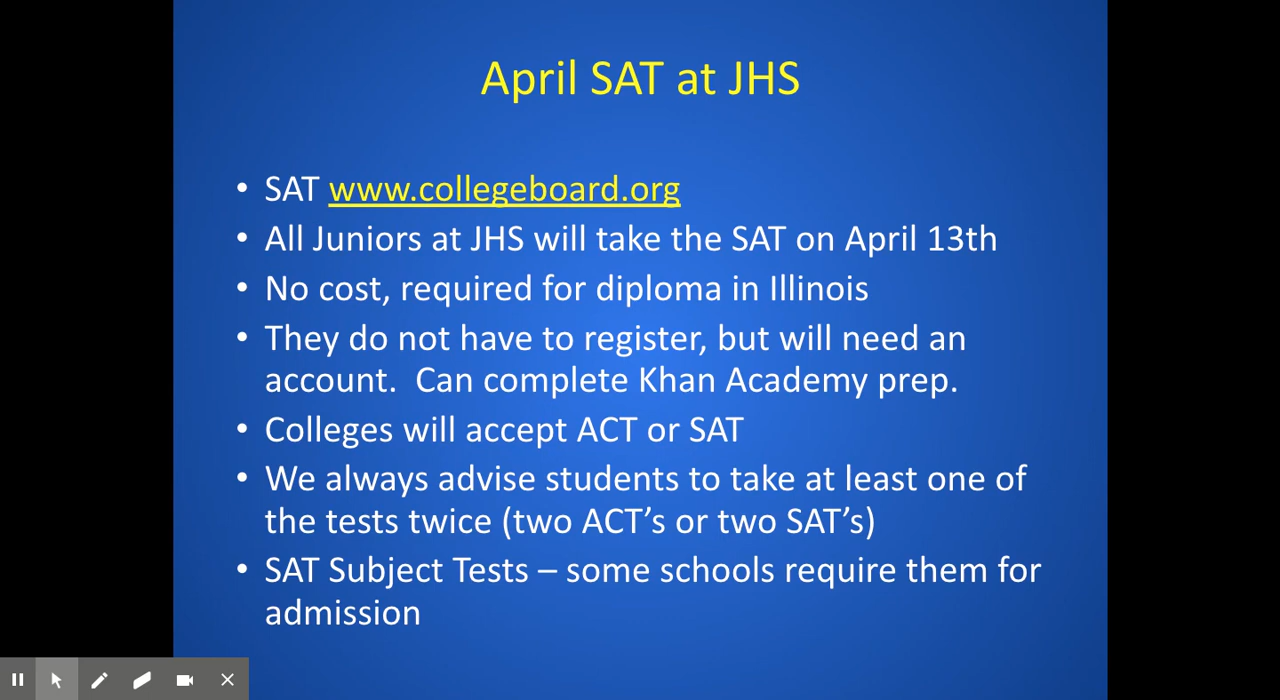 April SAT at JHS
• SAT www.collegeboard.org
• All Juniors at JHS will take the SAT on April 13th
• No cost, required for diploma in Illinois
• They do not have to register, but will need an
account.  Can complete Khan Academy prep.
• Colleges will accept ACT or SAT
• We always advise students to take at least one of
the tests twice (two ACT’s or two SAT’s)
• SAT Subject Tests – some schools require them for
admission